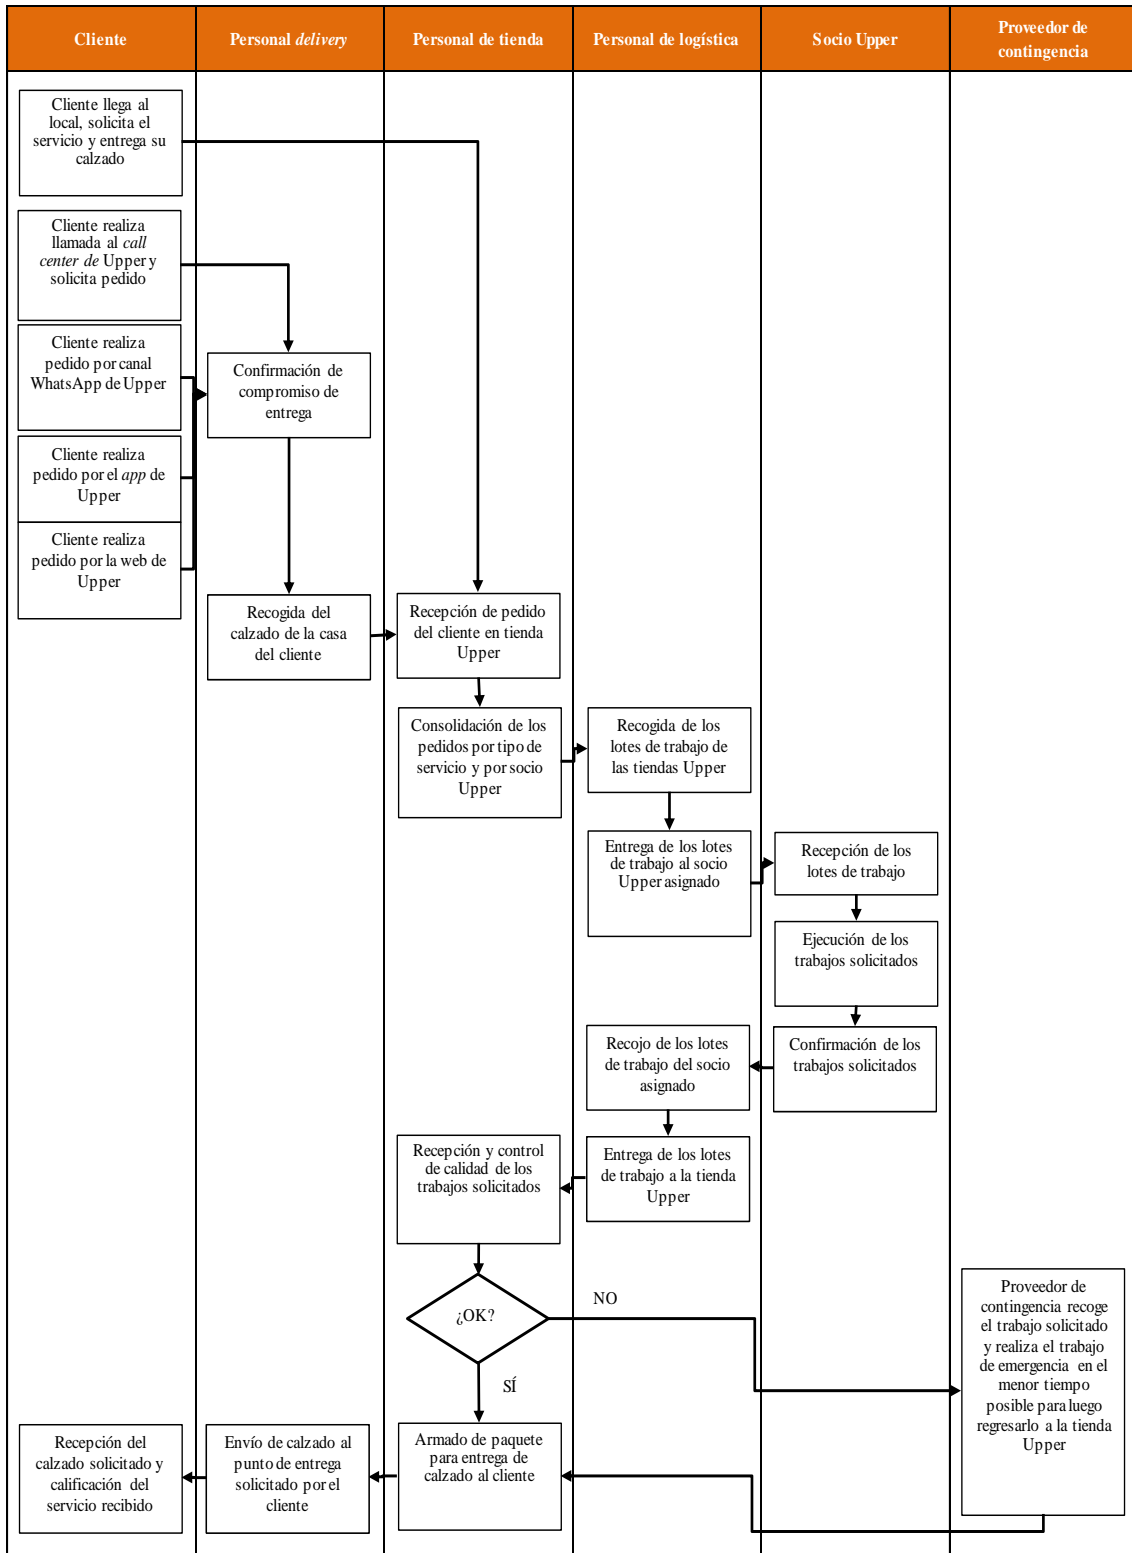 Cliente
Personal delivery
Personal de tienda
Personal de logística
Socio Upper
Proveedor de
contingencia
Cliente llega al
local, solicita el
servicio y entrega su
calzado
Cliente realiza
llamada al call
center de Upper y
solicita pedido
Cliente realiza
pedido por canal
WhatsApp de Upper
Cliente realiza
pedido por el app de
Upper
Cliente realiza
pedido por la web de
Upper
Confirmación de
compromiso de
entrega
Recogida del
calzado de la casa
del cliente
Recepción de pedido
del cliente en tienda
Upper
Consolidación de los
pedidos por tipo de
servicio y por socio
Upper
Recogida de los
lotes de trabajo de
las tiendas Upper
Entrega de los lotes
de trabajo al socio
Upper asignado
Recepción de los
lotes de trabajo
Ejecución de los
trabajos solicitados
Confirmación de los
trabajos solicitados
Recojo de los lotes
de trabajo del socio
asignado
Entrega de los lotes
de trabajo a la tienda
Upper
Recepción y control
de calidad de los
trabajos solicitados
¿OK?
NO
SÍ
Proveedor de
contingencia recoge
el trabajo solicitado
y realiza el trabajo
de emergencia en el
menor tiempo
posible para luego
regresarlo a la tienda
Upper
Armado de paquete
para entrega de
calzado al cliente
Envío de calzado al
punto de entrega
solicitado por el
cliente
Recepción del
calzado solicitado y
calificación del
servicio recibido